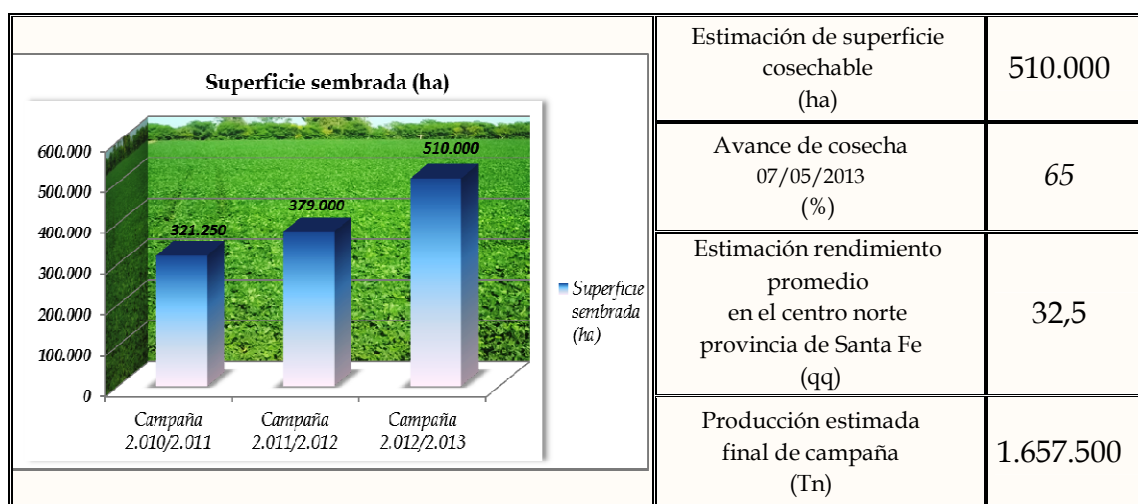 Superficie sembrada (ha)
600.000
500.000
400.000
300.000
200.000
100.000
0
321.250
379.000
510.000
Campaña
2.010/2.011
Campaña
2.011/2.012
Campaña
2.012/2.013
Superficie
sembrada
(ha)
Estimación de superficie
cosechable
(ha)
510.000
Avance de cosecha
07/05/2013
(%)
65
Estimación rendimiento
promedio
en el centro norte
provincia de Santa Fe
(qq)
32,5
Producción estimada
final de campaña
(Tn)
1.657.500